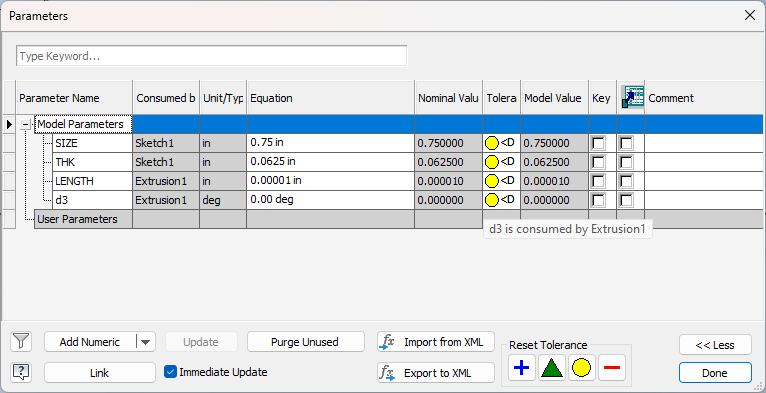 Parameters
Type Keyword...
Parameter Name Consumed b Unit/Typ Equation Nominal Valu Tolera Model Value Key Comment
Model Parameters
SIZE Sketch1 in 0.75 in 0.750000 <D 0.750000
THK Sketch1 in 0.0625 in 0.062500 <D 0.062500
LENGTH Extrusion1 in 0.00001 in 0.000010 <D 0.000010
d3 Extrusion1 deg 0.00 deg 0.000000 <D 0.000000
User Parameters
d3 is consumed by Extrusion1
Add Numeric Update Purge Unused fx Import from XML Reset Tolerance << Less
Link Immediate Update fx Export to XML Done